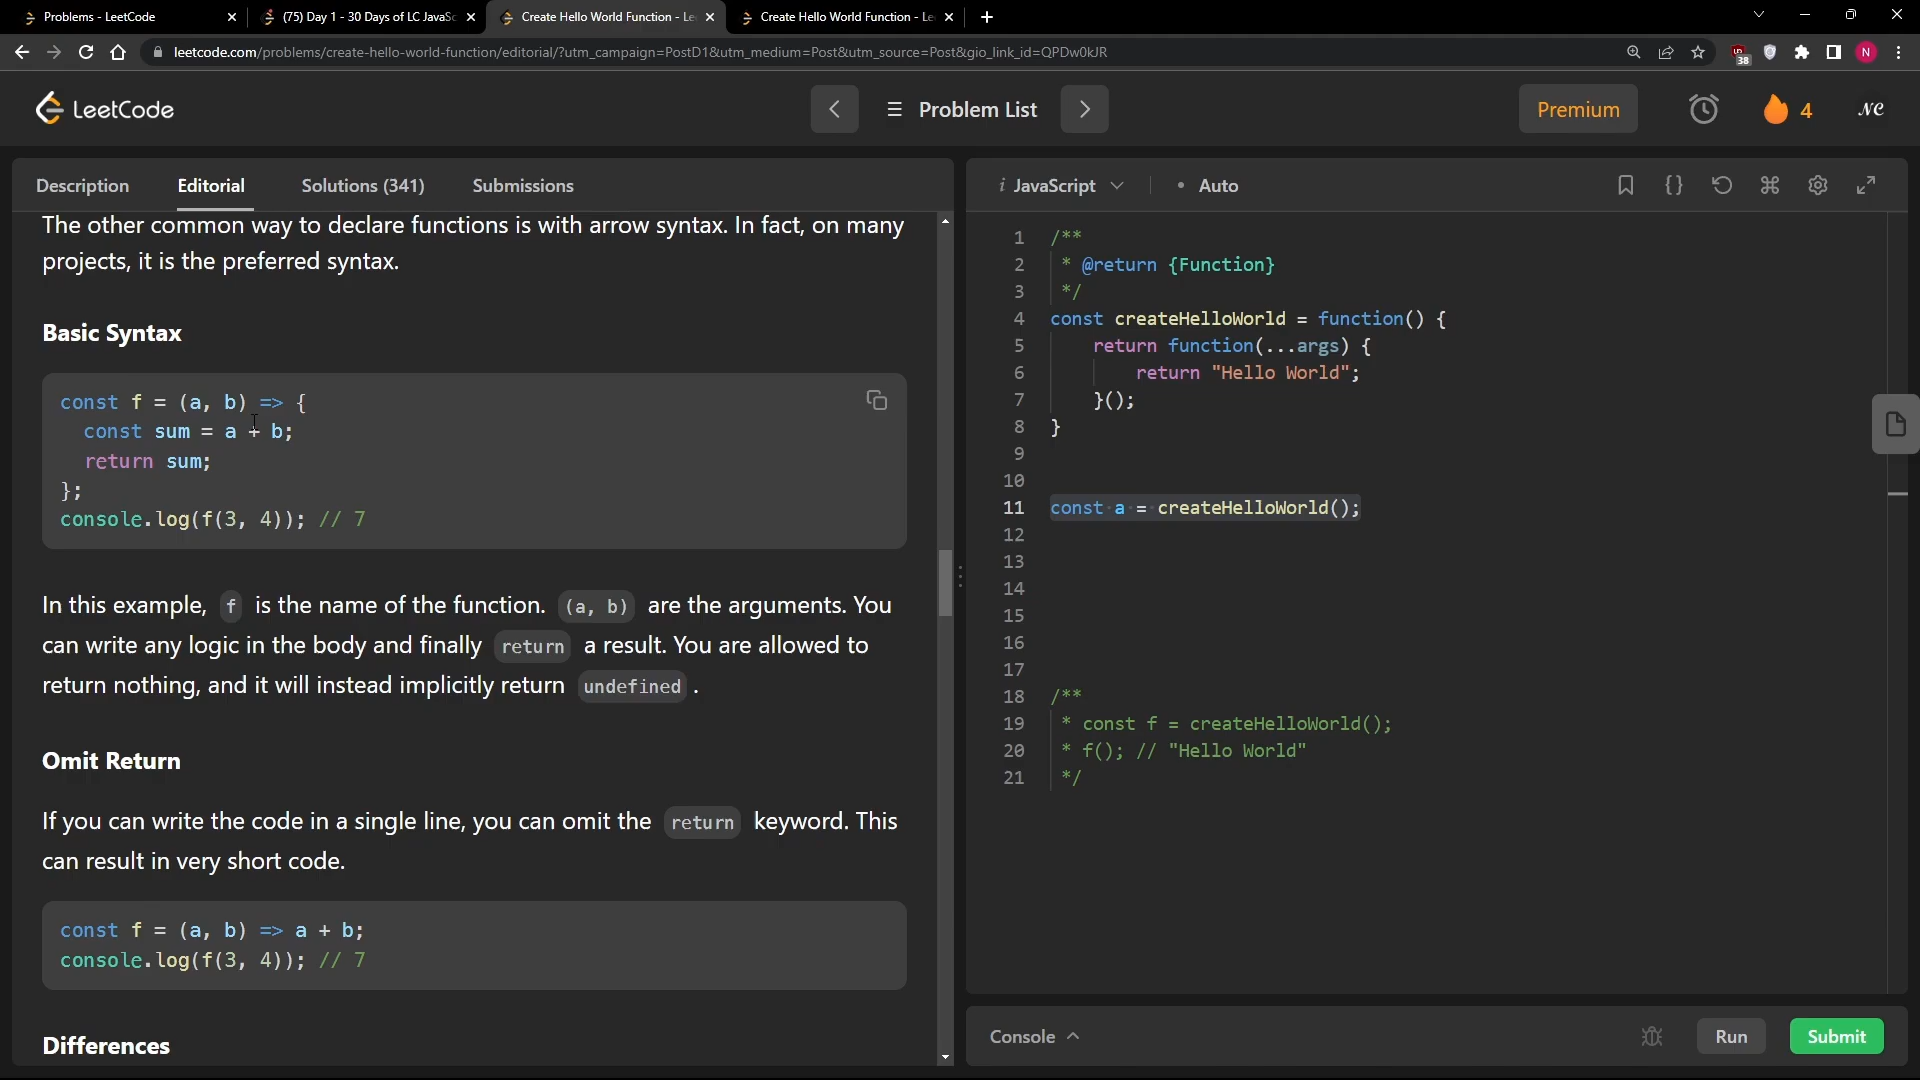 Problems - LeetCode
(75) Day 1 - 30 Days of LC JavaSc
Create Hello World Function - Le
Create Hello World Function - Le
leetcode.com/problems/create-hello-world-function/editorial/?utm_campaign=PostD1&utm_medium=Post&utm_source=Post&gio_link_id=QPDw0kJR
38
N
LeetCode
Problem List
Premium
4
NC
Description
Editorial
Solutions (341)
Submissions
The other common way to declare functions is with arrow syntax. In fact, on many
projects, it is the preferred syntax.
Basic Syntax
const f = (a, b) => {
const sum = a + b;
return sum;
};
console.log(f(3, 4)); // 7
In this example, f is the name of the function. (a, b) are the arguments. You
can write any logic in the body and finally return a result. You are allowed to
return nothing, and it will instead implicitly return undefined .
Omit Return
If you can write the code in a single line, you can omit the return keyword. This
can result in very short code.
const f = (a, b) => a + b;
console.log(f(3, 4)); // 7
Differences
i JavaScript
• Auto
{}
1 /**
2 * @return {Function}
3 */
4 const createHelloWorld = function() {
5 return function(...args) {
6 return "Hello World";
7 }();
8 }
9
10
11 const a = createHelloWorld();
12
13
14
15
16
17
18 /**
19 * const f = createHelloWorld();
20 * f(); // "Hello World"
21 */
Console
Run
Submit